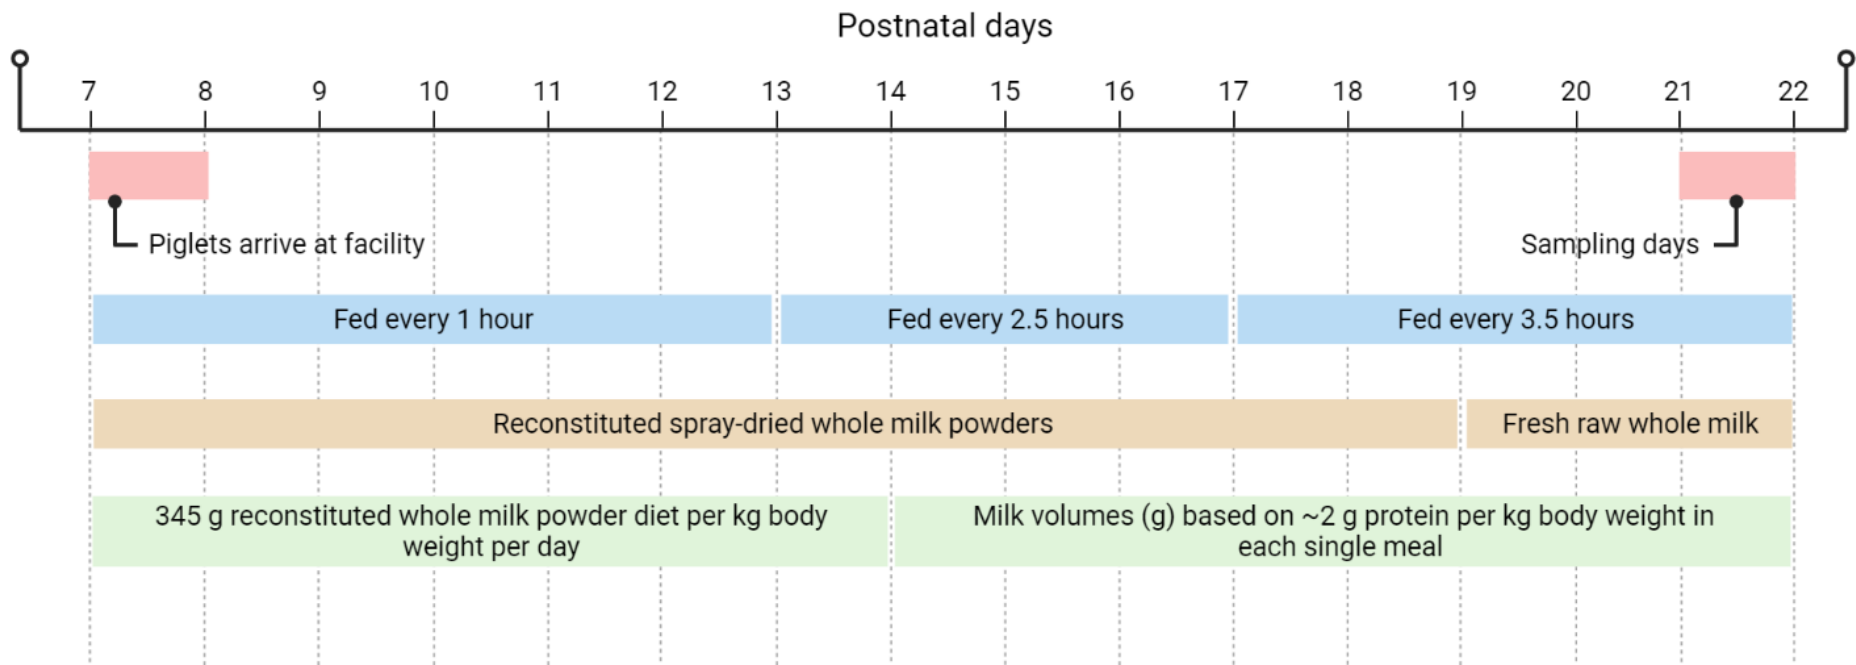 Postnatal days
7 8 9 10 11 12 13 14 15 16 17 18 19 20 21 22
Piglets arrive at facility
Sampling days
Fed every 1 hour
Fed every 2.5 hours
Fed every 3.5 hours
Reconstituted spray-dried whole milk powders
Fresh raw whole milk
345 g reconstituted whole milk powder diet per kg body
weight per day
Milk volumes (g) based on ~2 g protein per kg body weight in
each single meal